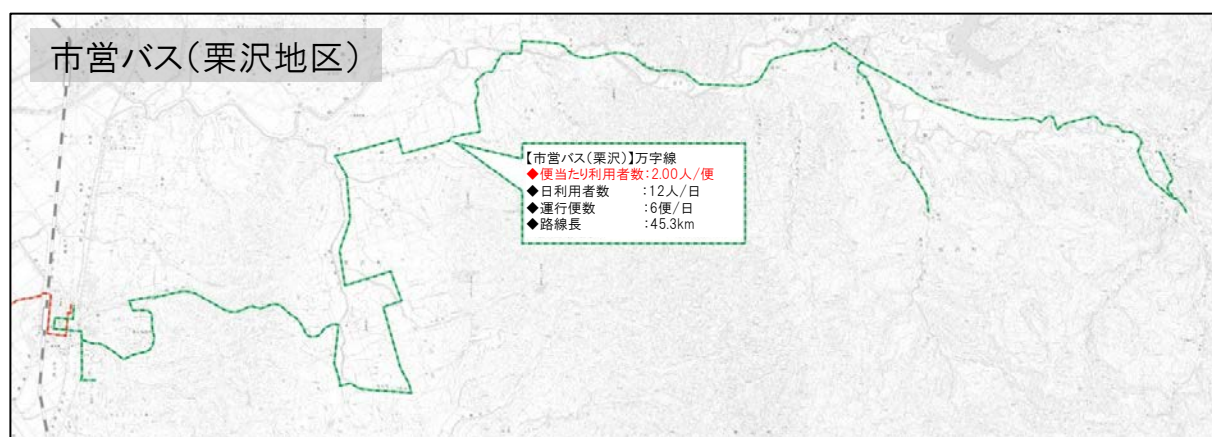 市営バス(栗沢地区)
【市営バス(栗沢)】万字線
◆便当たり利用者数:2.00人/便
◆日利用者数 :12人/日
◆運行便数 :6便/日
◆路線長 :45.3km